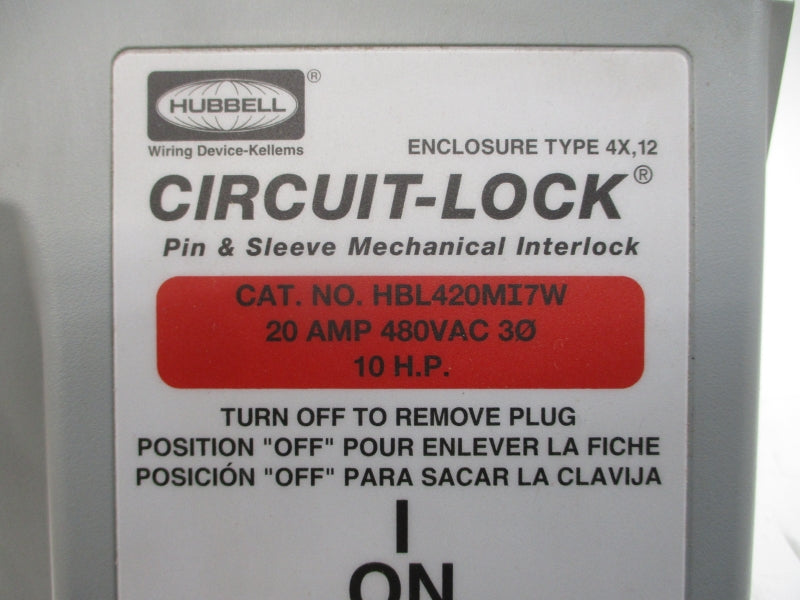 HUBBELL®
Wiring Device-Kellems
ENCLOSURE TYPE 4X,12
CIRCUIT-LOCK®
Pin & Sleeve Mechanical Interlock
CAT. NO. HBL420MI7W
20 AMP 480VAC 3Ø
10 H.P.
TURN OFF TO REMOVE PLUG
POSITION "OFF" POUR ENLEVER LA FICHE
POSICIÓN "OFF" PARA SACAR LA CLAVIJA
I
ON